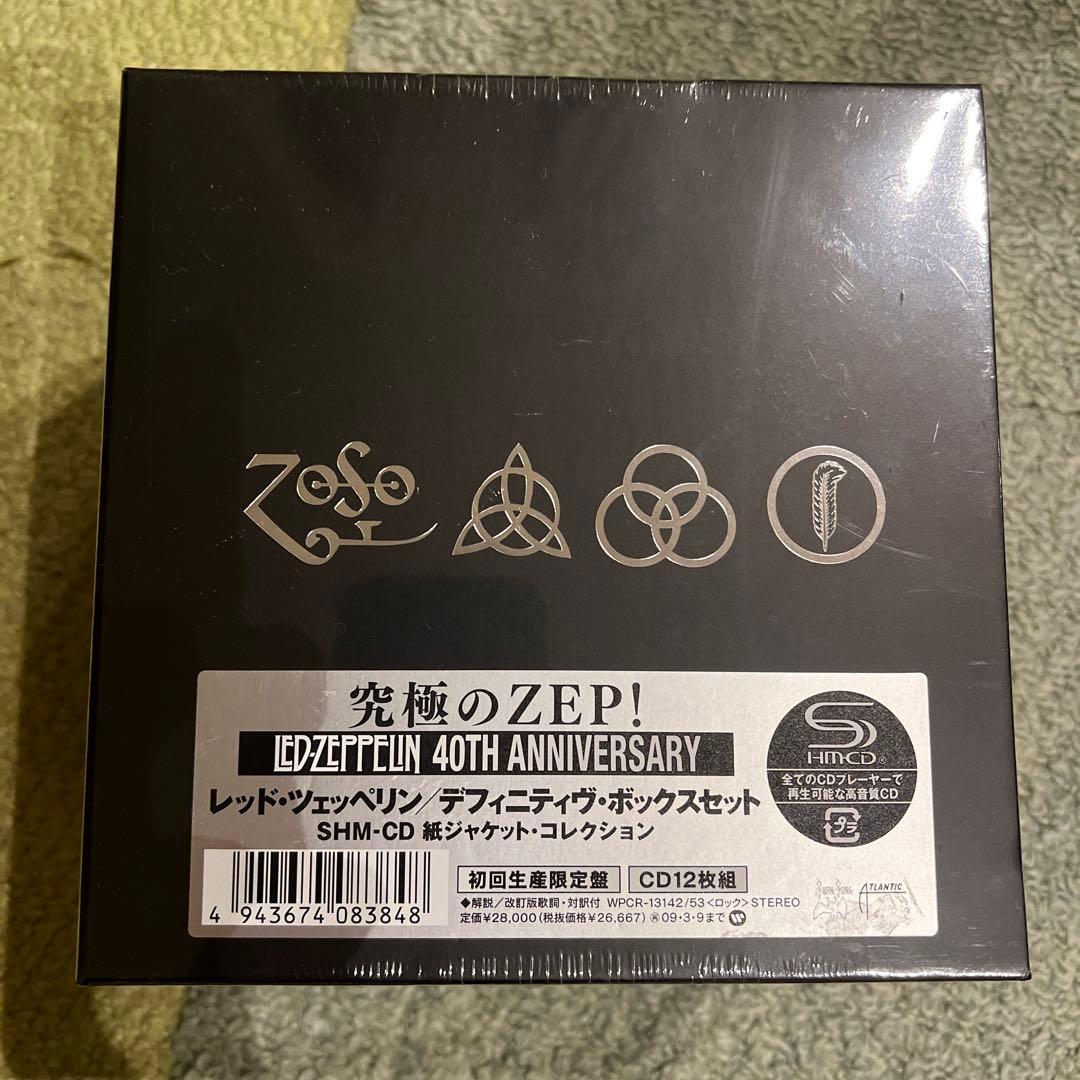 ZOSO
究極のZEP!
LED-ZEPPELIN 40TH ANNIVERSARY
レッド・ツェッペリン/デフィニティヴ・ボックスセット
SHM-CD 紙ジャケット・コレクション
SHM-CD®
全てのCDプレーヤーで
再生可能な高音質CD
プラ
初回生産限定盤 CD12枚組
◆解説/改訂版歌詞・対訳付 WPCR-13142/53<ロック>STEREO
定価¥28,000(税抜価格¥26,667) 09・3・9まで
4 943674 083848
SWAN SONG
ATLANTIC